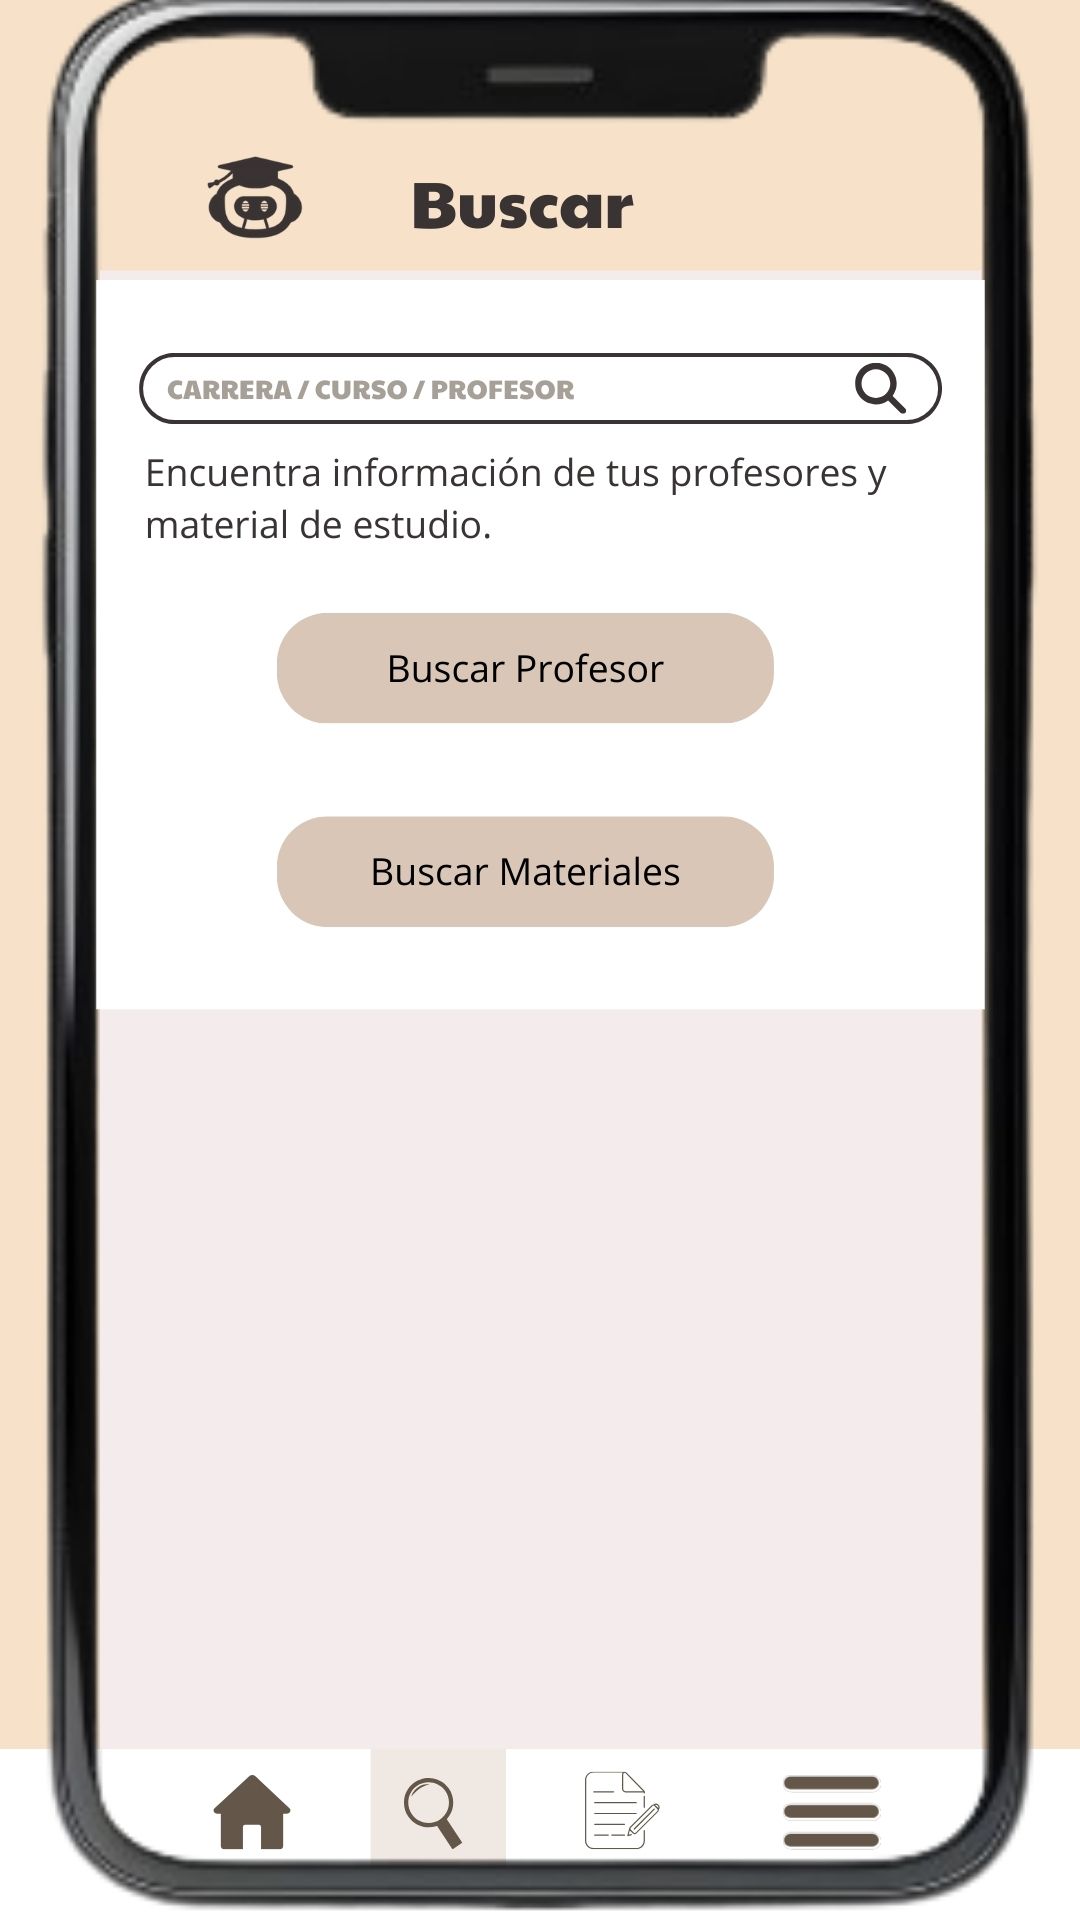 Buscar
CARRERA / CURSO / PROFESOR
Encuentra información de tus profesores y
material de estudio.
Buscar Profesor
Buscar Materiales